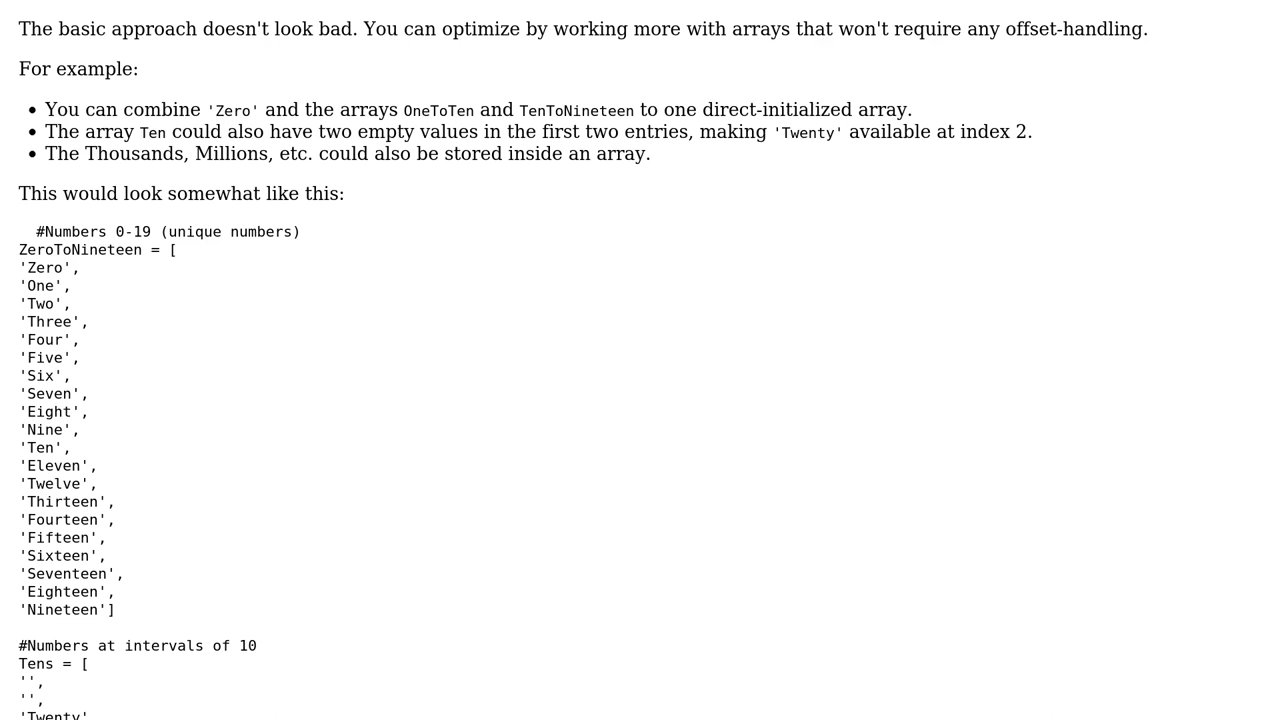 The basic approach doesn't look bad. You can optimize by working more with arrays that won't require any offset-handling.
For example:
• You can combine 'Zero' and the arrays OneToTen and TenToNineteen to one direct-initialized array.
• The array Ten could also have two empty values in the first two entries, making 'Twenty' available at index 2.
• The Thousands, Millions, etc. could also be stored inside an array.
This would look somewhat like this:
  #Numbers 0-19 (unique numbers)
ZeroToNineteen = [
'Zero',
'One',
'Two',
'Three',
'Four',
'Five',
'Six',
'Seven',
'Eight',
'Nine',
'Ten',
'Eleven',
'Twelve',
'Thirteen',
'Fourteen',
'Fifteen',
'Sixteen',
'Seventeen',
'Eighteen',
'Nineteen']
#Numbers at intervals of 10
Tens = [
'',
'',
'Twenty'